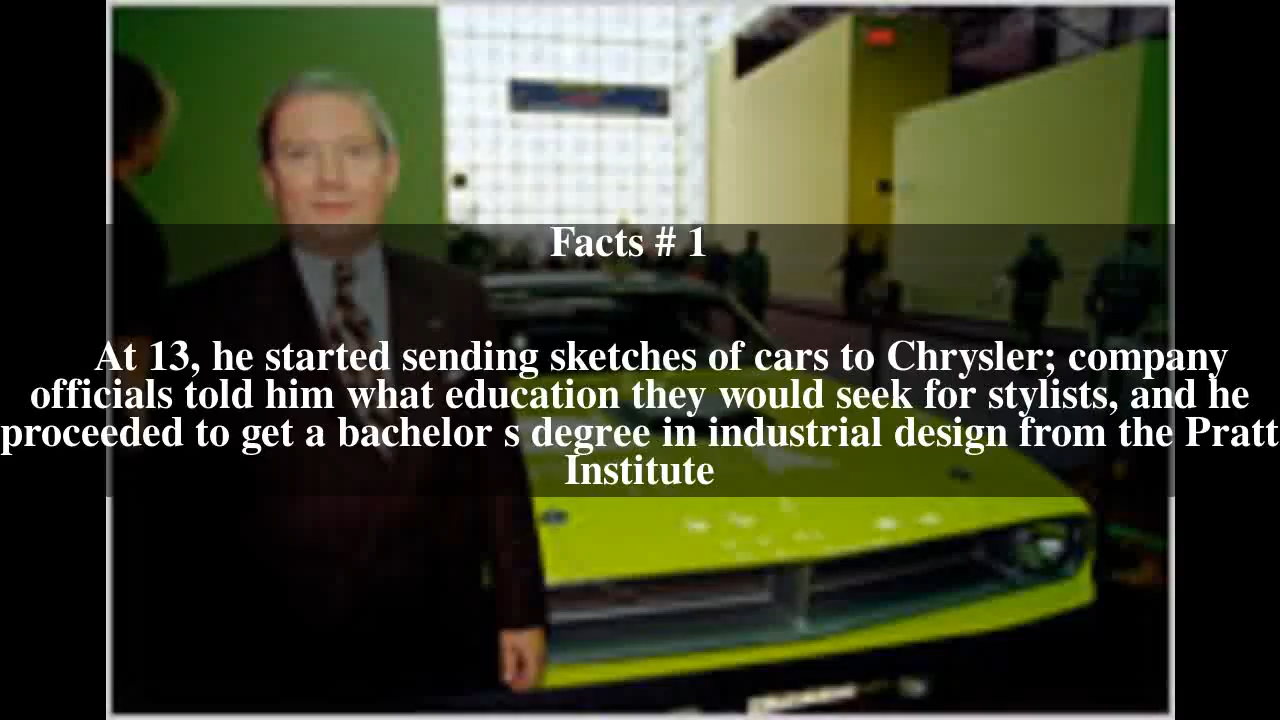 Facts # 1
At 13, he started sending sketches of cars to Chrysler; company
officials told him what education they would seek for stylists, and he
proceeded to get a bachelor s degree in industrial design from the Pratt
Institute